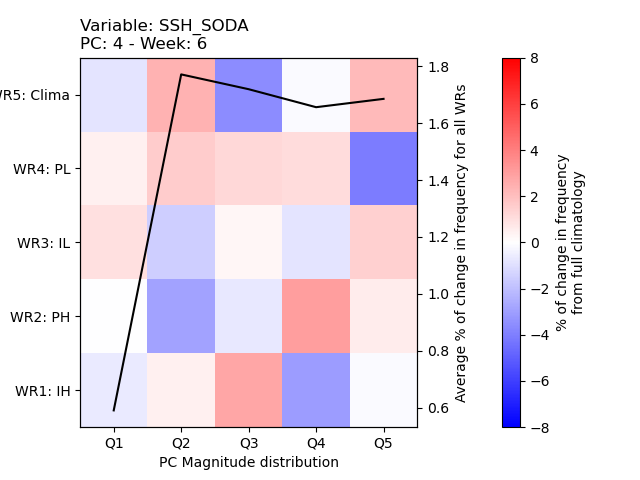 Variable: SSH_SODA
PC: 4 - Week: 6
WR5: Clima
WR4: PL
WR3: IL
WR2: PH
WR1: IH
Q1 Q2 Q3 Q4 Q5
PC Magnitude distribution
1.8
1.6
1.4
1.2
1.0
0.8
0.6
Average % of change in frequency for all WRs
8
6
4
2
0
−2
−4
−6
−8
% of change in frequency
from full climatology